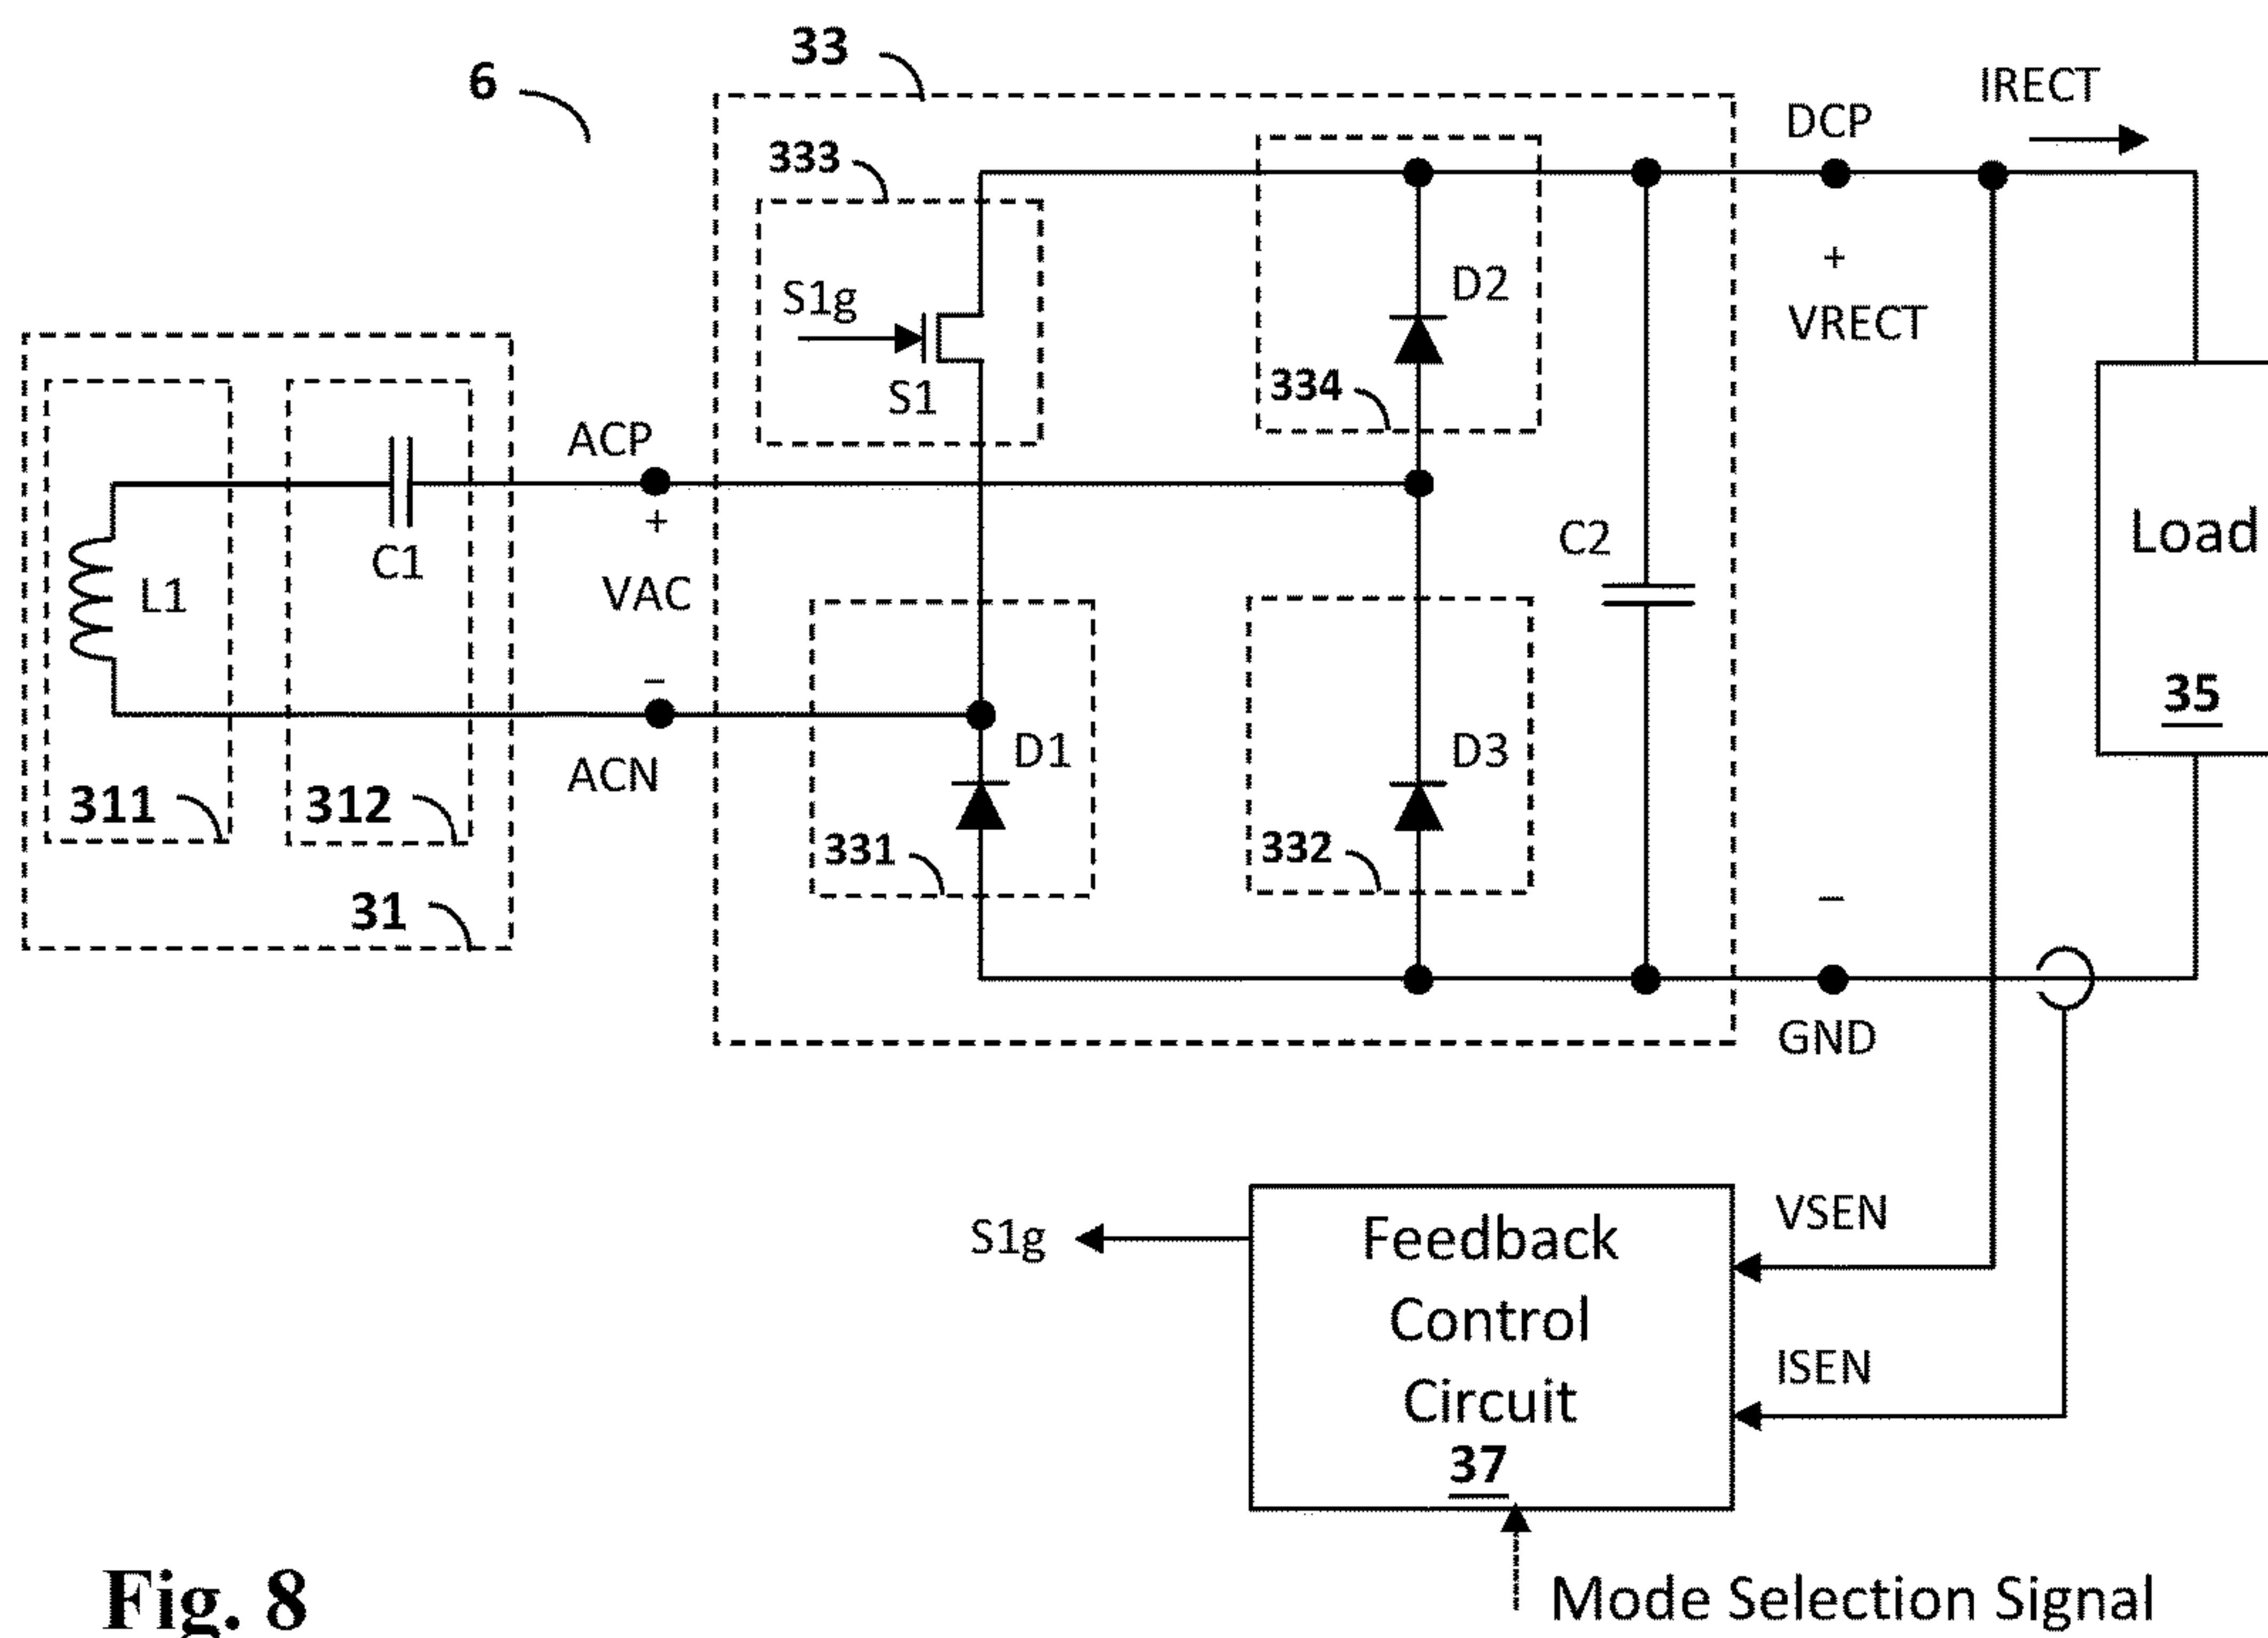 33
6
IRECT
DCP
333
S1g
S1
D2
334
+
VRECT
ACP
+
C1
L1
VAC
C2
Load
35
−
ACN
D1
D3
311
312
331
332
31
−
GND
S1g
Feedback
Control
Circuit
37
VSEN
ISEN
Mode Selection Signal
Fig. 8